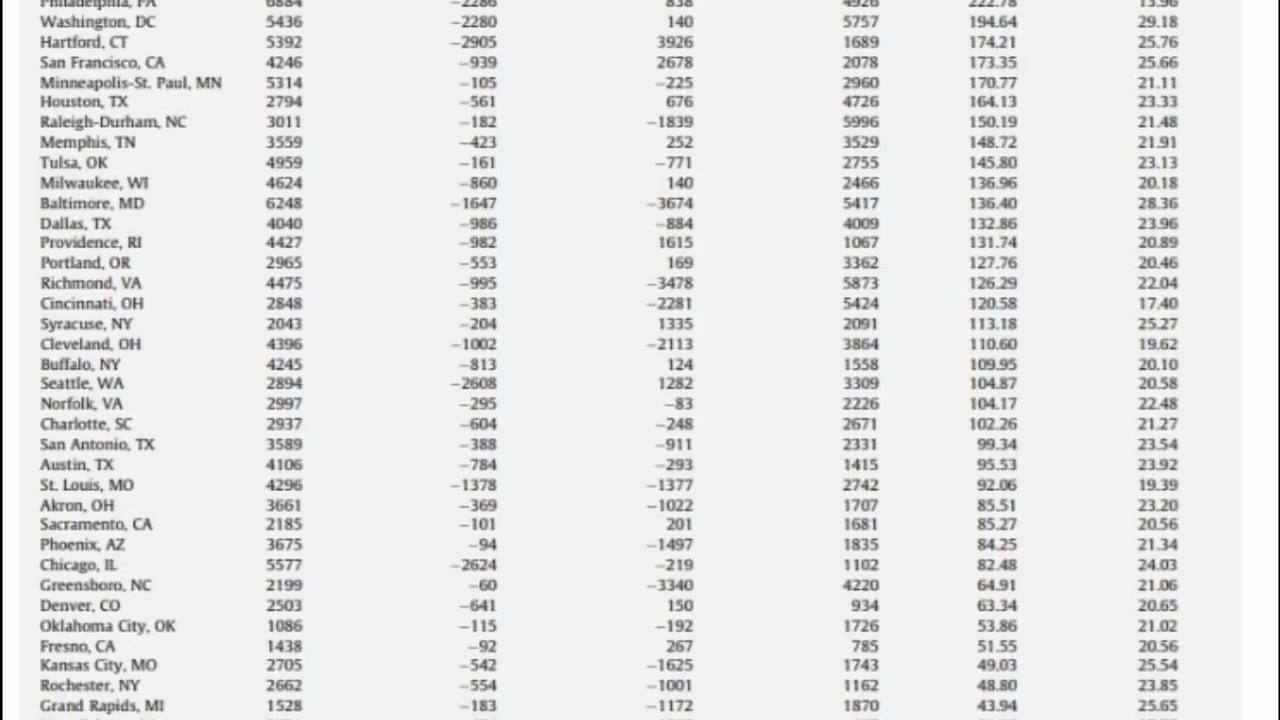 Philadelphia, PA 6884 −2286 838 4926 222.78 13.96
Washington, DC 5436 −2280 140 5757 194.64 29.18
Hartford, CT 5392 −2905 3926 1689 174.21 25.76
San Francisco, CA 4246 −939 2678 2078 173.35 25.66
Minneapolis-St. Paul, MN 5314 −105 −225 2960 170.77 21.11
Houston, TX 2794 −561 676 4726 164.13 23.33
Raleigh-Durham, NC 3011 −182 −1839 5996 150.19 21.48
Memphis, TN 3559 −423 252 3529 148.72 21.91
Tulsa, OK 4959 −161 −771 2755 145.80 23.13
Milwaukee, WI 4624 −860 140 2466 136.96 20.18
Baltimore, MD 6248 −1647 −3674 5417 136.40 28.36
Dallas, TX 4040 −986 −884 4009 132.86 23.96
Providence, RI 4427 −982 1615 1067 131.74 20.89
Portland, OR 2965 −553 169 3362 127.76 20.46
Richmond, VA 4475 −995 −3478 5873 126.29 22.04
Cincinnati, OH 2848 −383 −2281 5424 120.58 17.40
Syracuse, NY 2043 −204 1335 2091 113.18 25.27
Cleveland, OH 4396 −1002 −2113 3864 110.60 19.62
Buffalo, NY 4245 −813 124 1558 109.95 20.10
Seattle, WA 2894 −2608 1282 3309 104.87 20.58
Norfolk, VA 2997 −295 −83 2226 104.17 22.48
Charlotte, SC 2937 −604 −248 2671 102.26 21.27
San Antonio, TX 3589 −388 −911 2331 99.34 23.54
Austin, TX 4106 −784 −293 1415 95.53 23.92
St. Louis, MO 4296 −1378 −1377 2742 92.06 19.39
Akron, OH 3661 −369 −1022 1707 85.51 23.20
Sacramento, CA 2185 −101 201 1681 85.27 20.56
Phoenix, AZ 3675 −94 −1497 1835 84.25 21.34
Chicago, IL 5577 −2624 −219 1102 82.48 24.03
Greensboro, NC 2199 −60 −3340 4220 64.91 21.06
Denver, CO 2503 −641 150 934 63.34 20.65
Oklahoma City, OK 1086 −115 −192 1726 53.86 21.02
Fresno, CA 1438 −92 267 785 51.55 20.56
Kansas City, MO 2705 −542 −1625 1743 49.03 25.54
Rochester, NY 2662 −554 −1001 1162 48.80 23.85
Grand Rapids, MI 1528 −183 −1172 1870 43.94 25.65